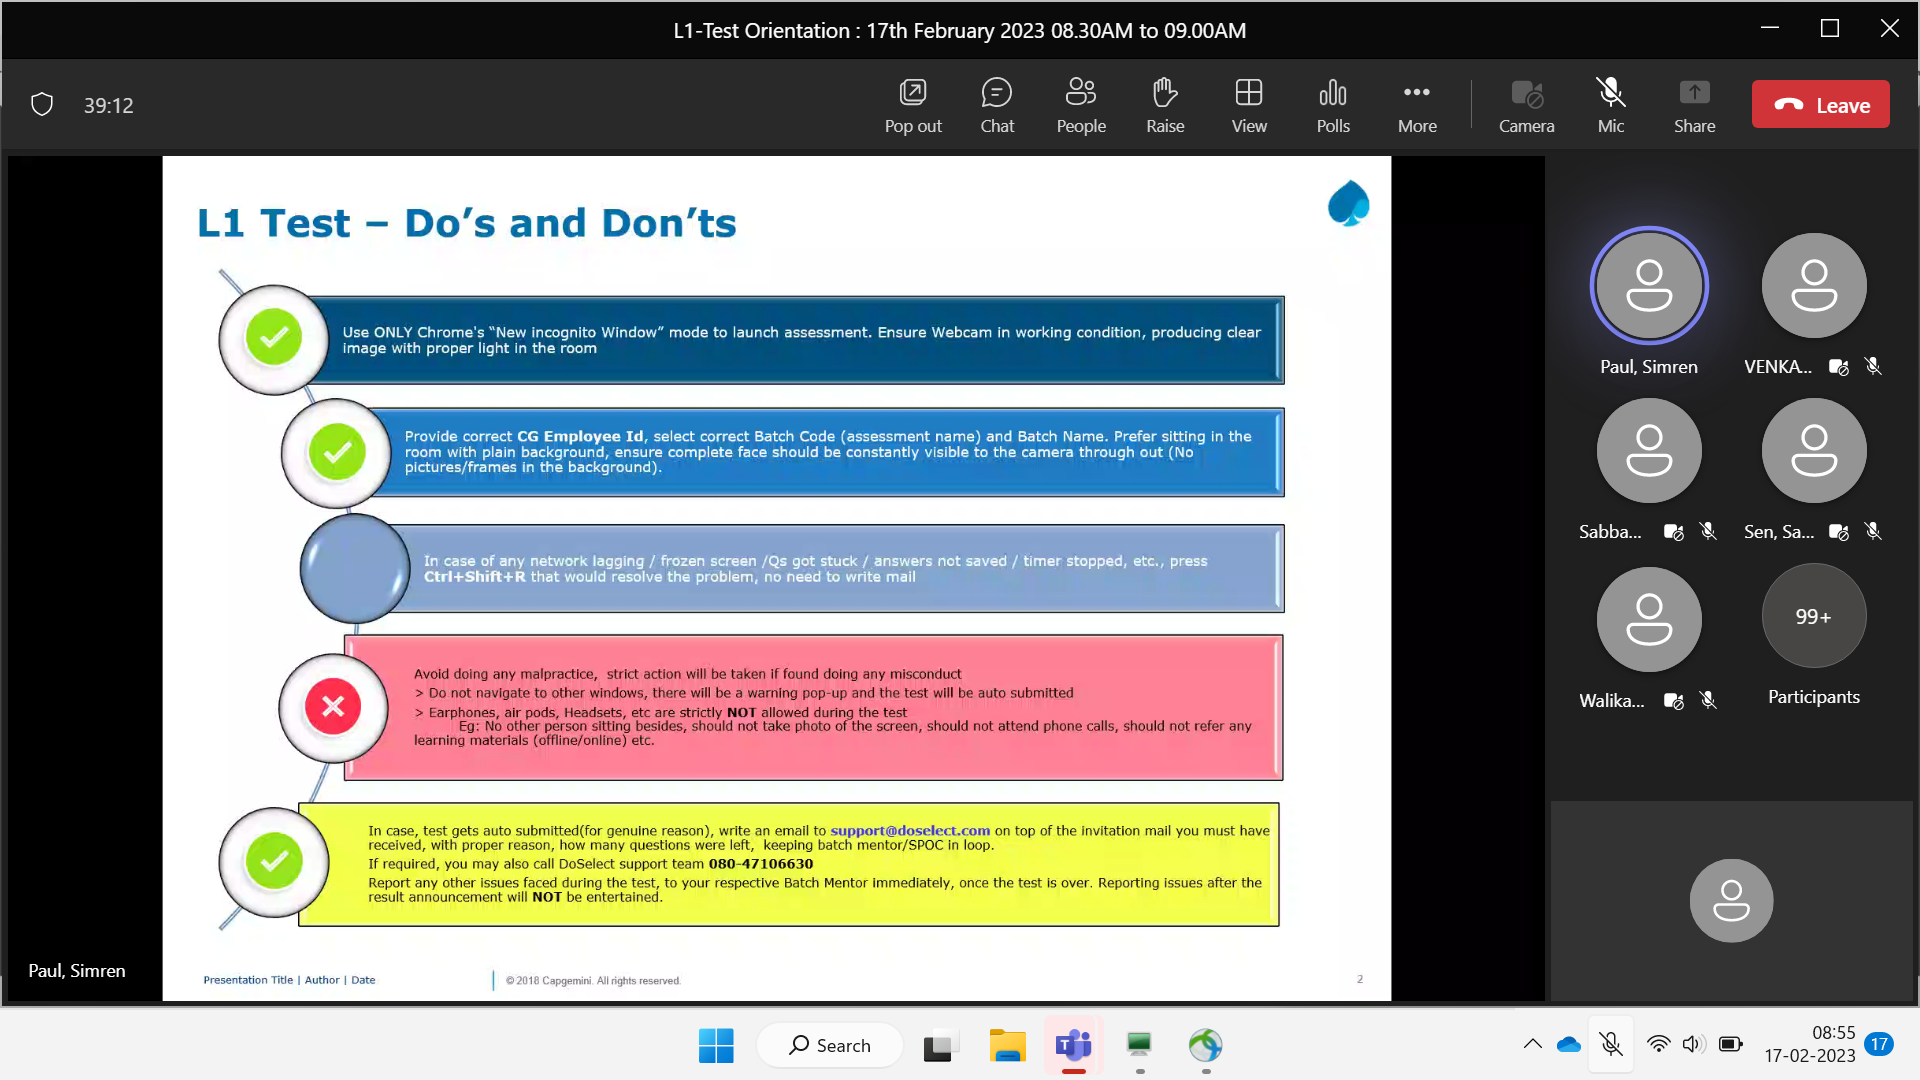 L1-Test Orientation : 17th February 2023 08.30AM to 09.00AM
39:12
Pop out
Chat
People
Raise
View
Polls
More
Camera
Mic
Share
Leave
L1 Test – Do’s and Don’ts
Use ONLY Chrome's “New incognito Window” mode to launch assessment. Ensure Webcam in working condition, producing clear
image with proper light in the room
Provide correct CG Employee Id, select correct Batch Code (assessment name) and Batch Name. Prefer sitting in the
room with plain background, ensure complete face should be constantly visible to the camera through out (No
pictures/frames in the background).
In case of any network lagging / frozen screen /Qs got stuck / answers not saved / timer stopped, etc., press
Ctrl+Shift+R that would resolve the problem, no need to write mail
Avoid doing any malpractice, strict action will be taken if found doing any misconduct
> Do not navigate to other windows, there will be a warning pop-up and the test will be auto submitted
> Earphones, air pods, Headsets, etc are strictly NOT allowed during the test
Eg: No other person sitting besides, should not take photo of the screen, should not attend phone calls, should not refer any
learning materials (offline/online) etc.
In case, test gets auto submitted(for genuine reason), write an email to support@doselect.com on top of the invitation mail you must have
received, with proper reason, how many questions were left, keeping batch mentor/SPOC in loop.
If required, you may also call DoSelect support team 080-47106630
Report any other issues faced during the test, to your respective Batch Mentor immediately, once the test is over. Reporting issues after the
result announcement will NOT be entertained.
Presentation Title | Author | Date
© 2018 Capgemini. All rights reserved.
2
Paul, Simren
Paul, Simren
VENKA...
Sabba...
Sen, Sa...
Walika...
99+
Participants
Search
08:55
17-02-2023
17